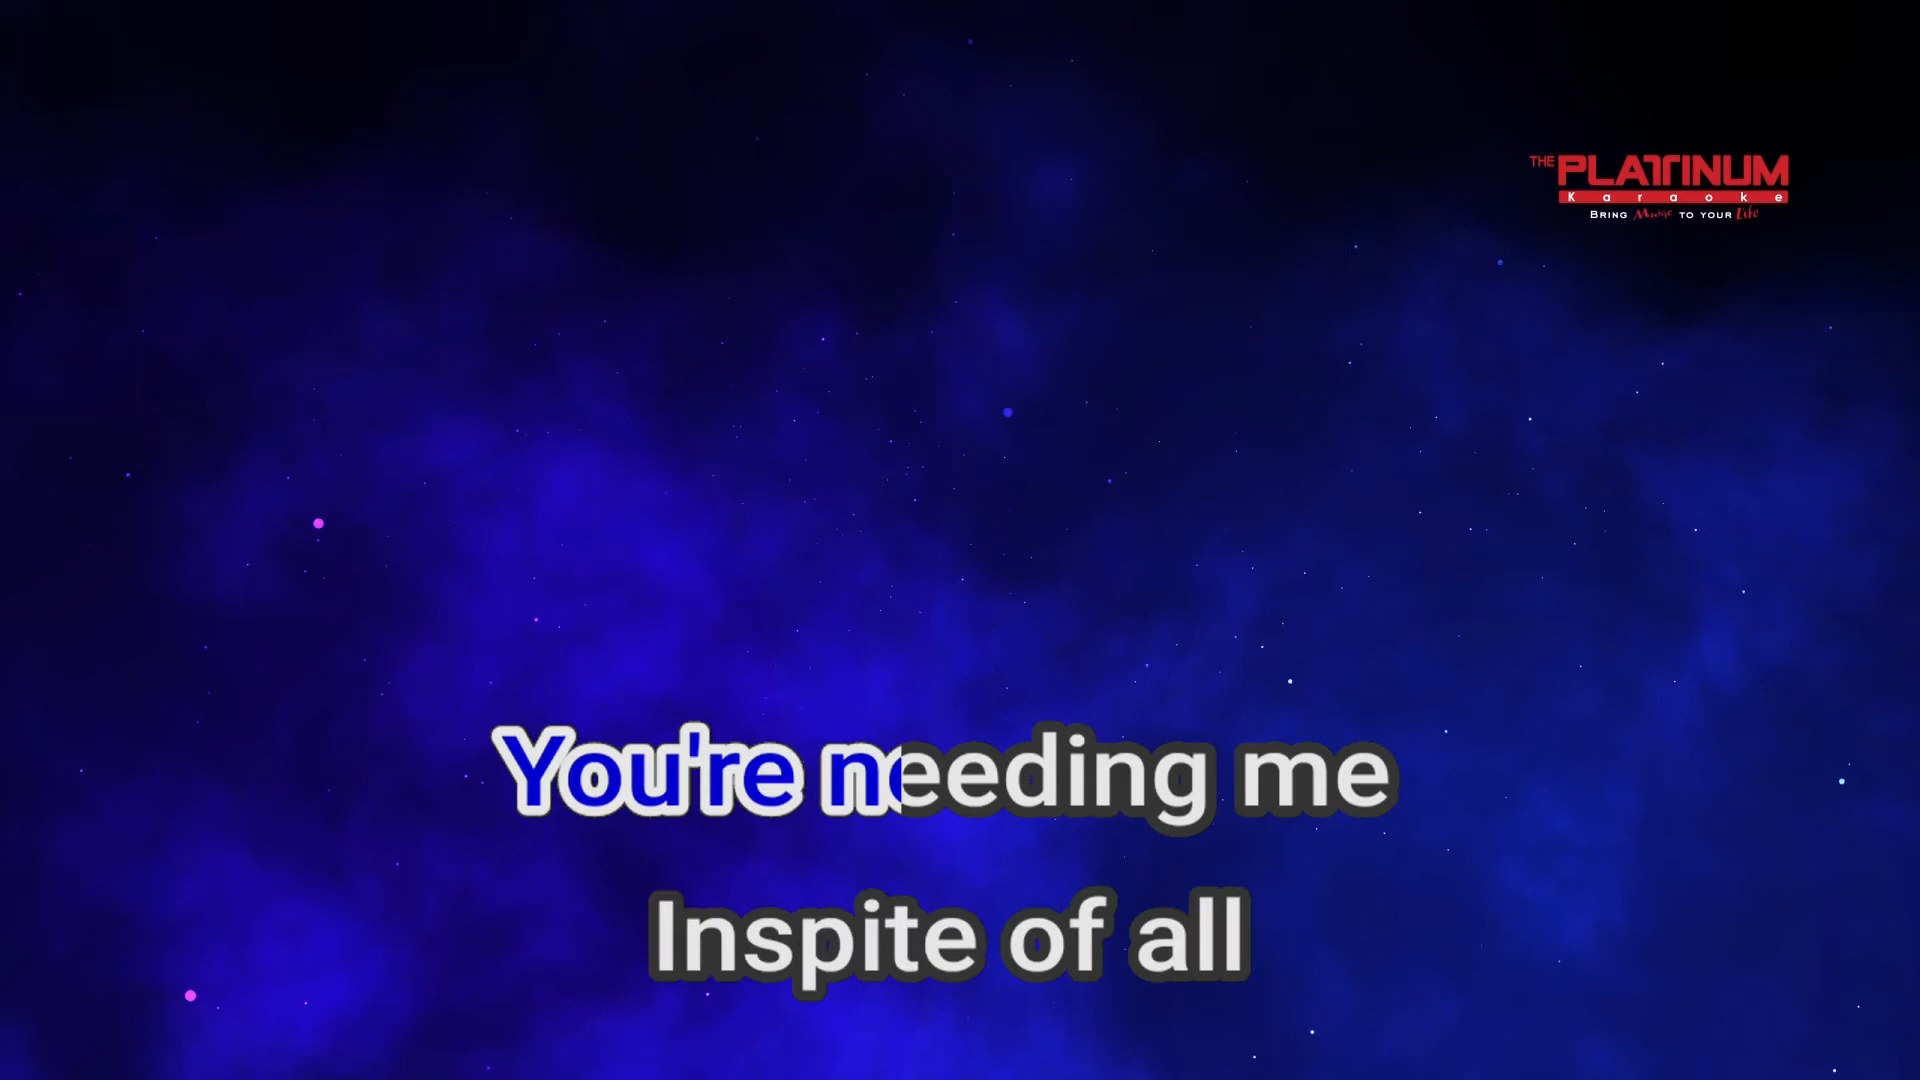 THE PLATINUM
Karaoke
BRING Music TO YOUR Life
You're needing me
Inspite of all